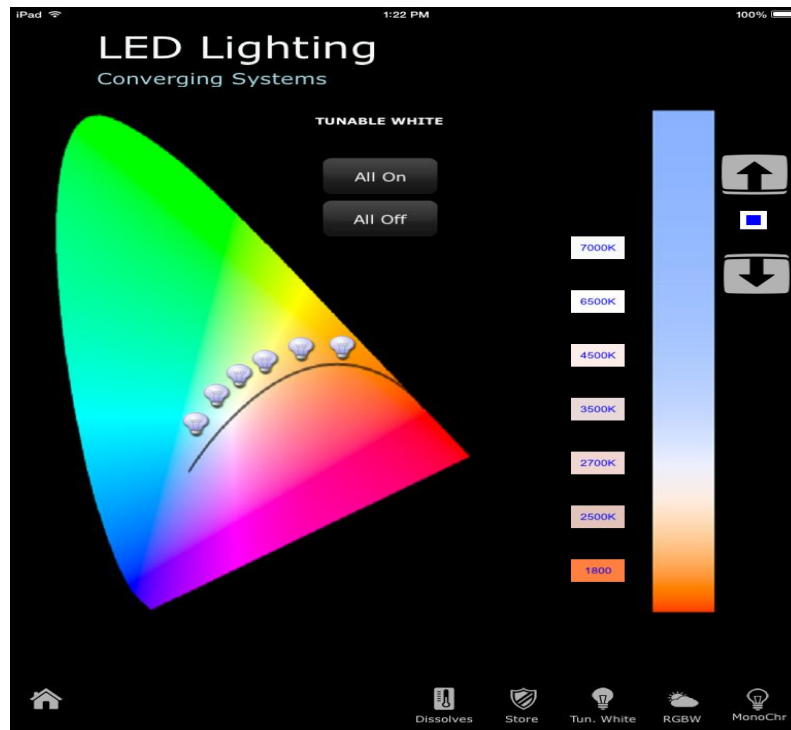 iPad 1:22 PM 100%
LED Lighting
Converging Systems
TUNABLE WHITE
All On
All Off
7000K
6500K
4500K
3500K
2700K
2500K
1800
Dissolves Store Tun. White RGBW MonoChr